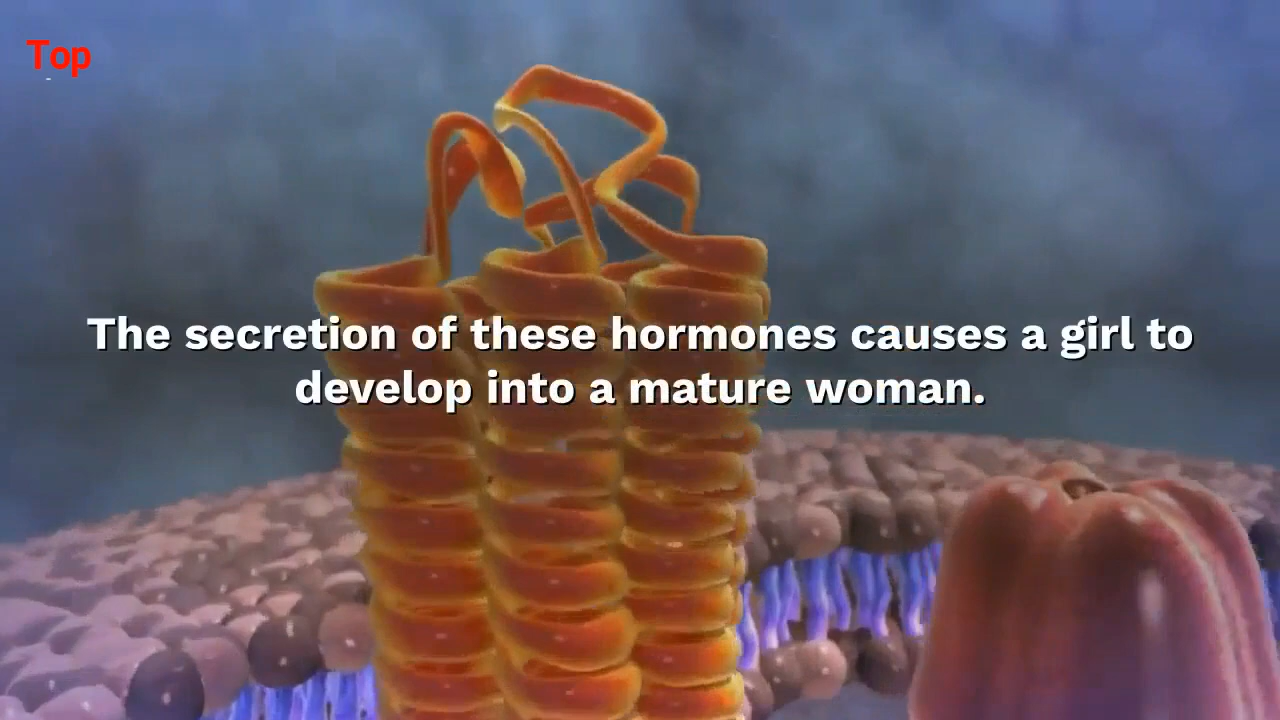 Top
The secretion of these hormones causes a girl to
develop into a mature woman.